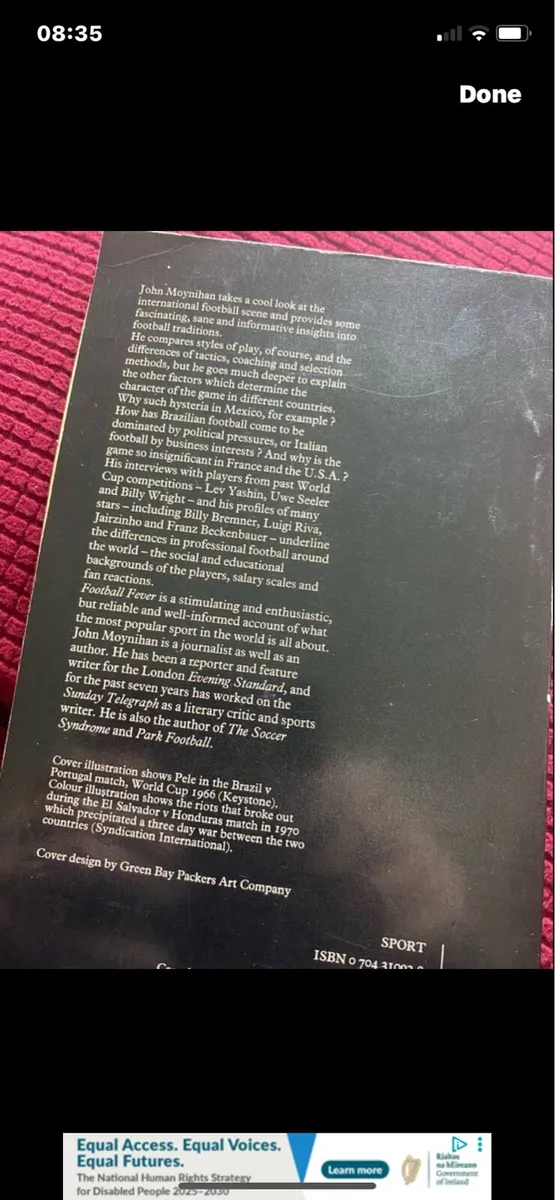 08:35
Done
John Moynihan takes a cool look at the
international football scene and provides some
fascinating, sane and informative insights into
football traditions.
He compares styles of play, of course, and the
differences of tactics, coaching and selection
methods, but he goes much deeper to explain
the other factors which determine the
character of the game in different countries.
Why such hysteria in Mexico, for example ?
How has Brazilian football come to be
dominated by political pressures, or Italian
football by business interests ? And why is the
game so insignificant in France and the U.S.A. ?
His interviews with players from past World
Cup competitions – Lev Yashin, Uwe Seeler
and Billy Wright – and his profiles of many
stars – including Billy Bremner, Luigi Riva,
Jairzinho and Franz Beckenbauer – underline
the differences in professional football around
the world – the social and educational
backgrounds of the players, salary scales and
fan reactions.
Football Fever is a stimulating and enthusiastic,
but reliable and well-informed account of what
the most popular sport in the world is all about.
John Moynihan is a journalist as well as an
author. He has been a reporter and feature
writer for the London Evening Standard, and
for the past seven years has worked on the
Sunday Telegraph as a literary critic and sports
writer. He is also the author of The Soccer
Syndrome and Park Football.
Cover illustration shows Pele in the Brazil v
Portugal match, World Cup 1966 (Keystone).
Colour illustration shows the riots that broke out
during the El Salvador v Honduras match in 1970
which precipitated a three day war between the two
countries (Syndication International).
Cover design by Green Bay Packers Art Company
SPORT
ISBN 0 704
Equal Access. Equal Voices.
Equal Futures.
The National Human Rights Strategy
for Disabled People 2025-2030
Learn more
Rialtas
na hÉireann
Government
of Ireland